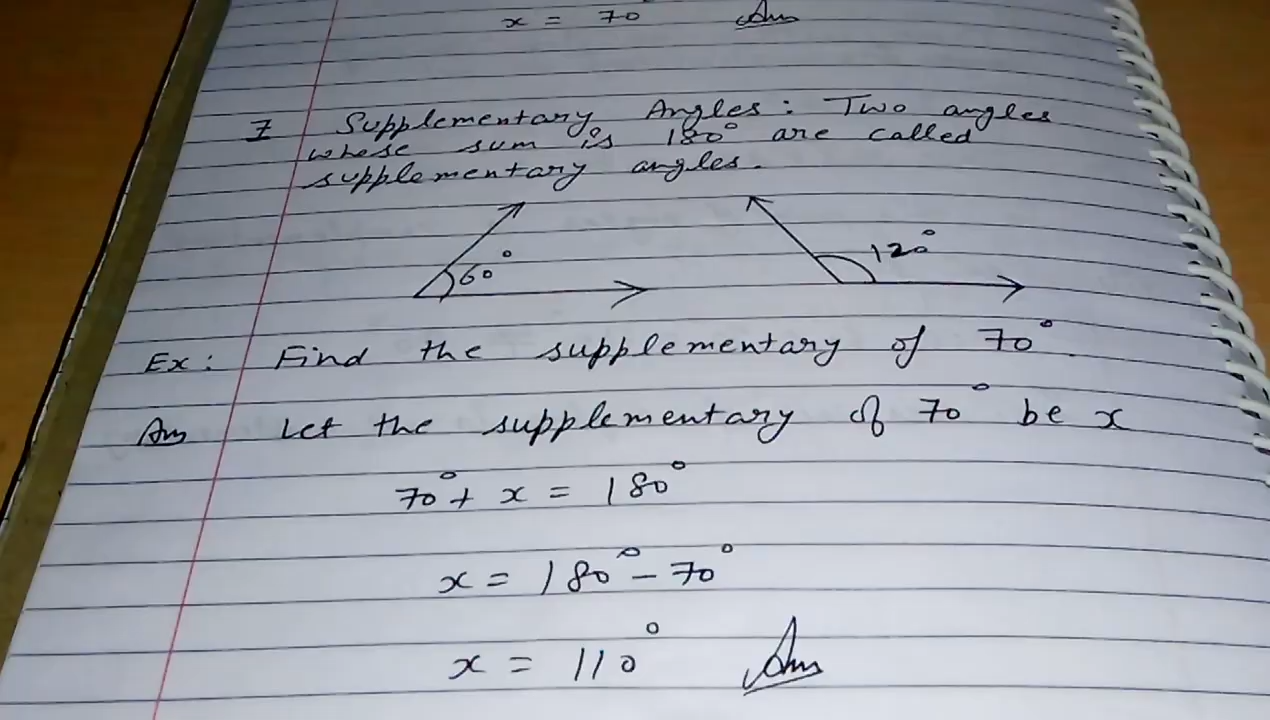 x = 70° Ans
7 Supplementary Angles: Two angles
whose sum is 180° are called
supplementary angles.
60° 120°
Ex: Find the supplementary of 70°.
Ans Let the supplementary of 70° be x
70° + x = 180°
x = 180° - 70°
x = 110° Ans